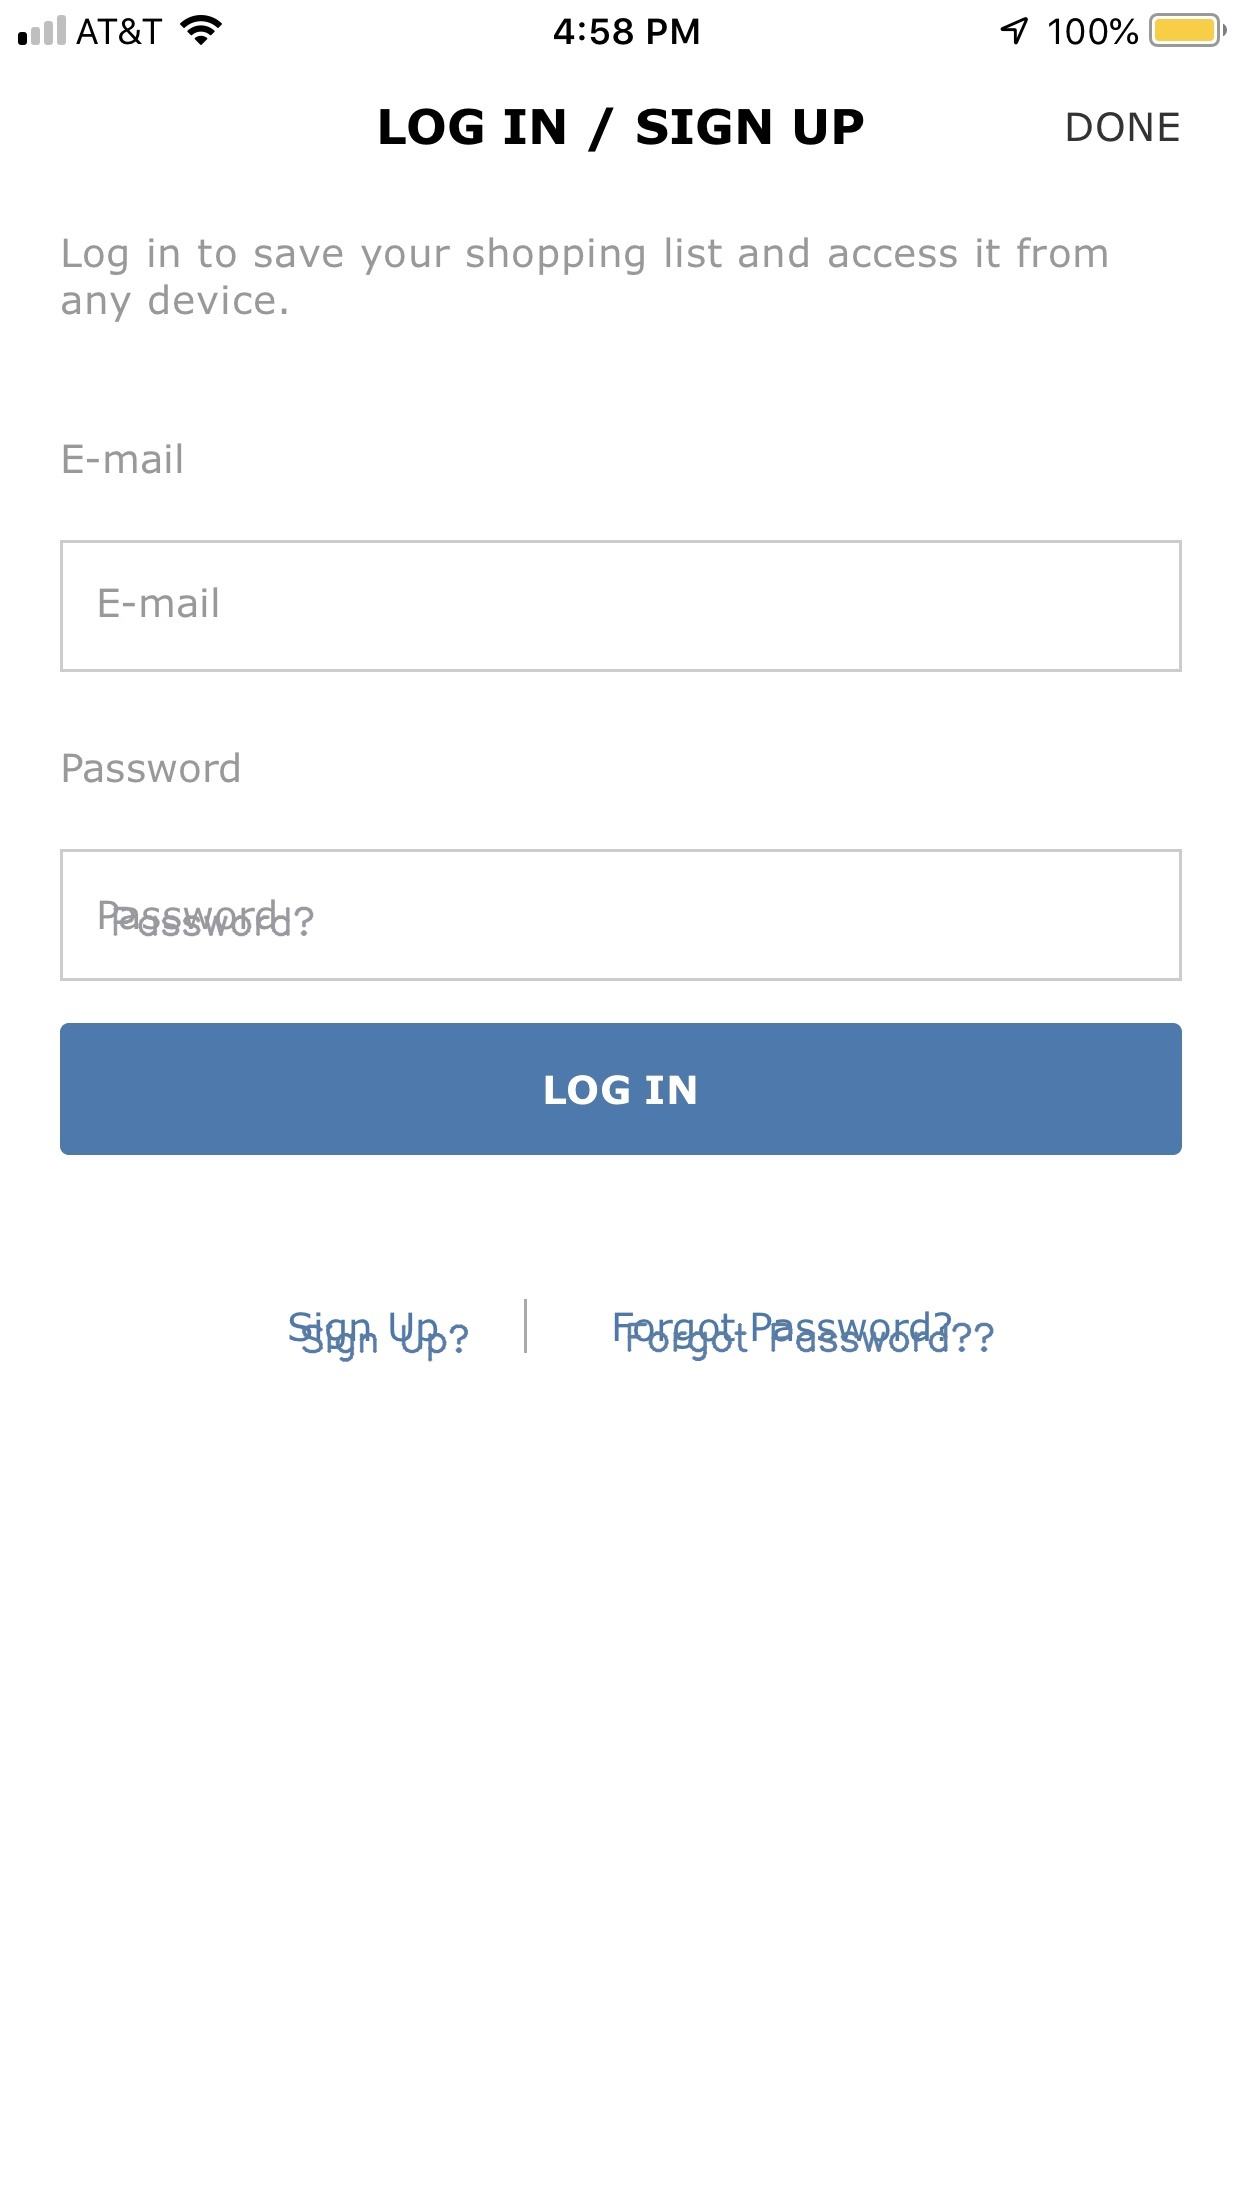 AT&T 4:58 PM 100%
LOG IN / SIGN UP DONE
Log in to save your shopping list and access it from
any device.
E-mail
E-mail
Password
Password
Password?
LOG IN
Sign Up Forgot Password?
Sign Up? Forgot Password??